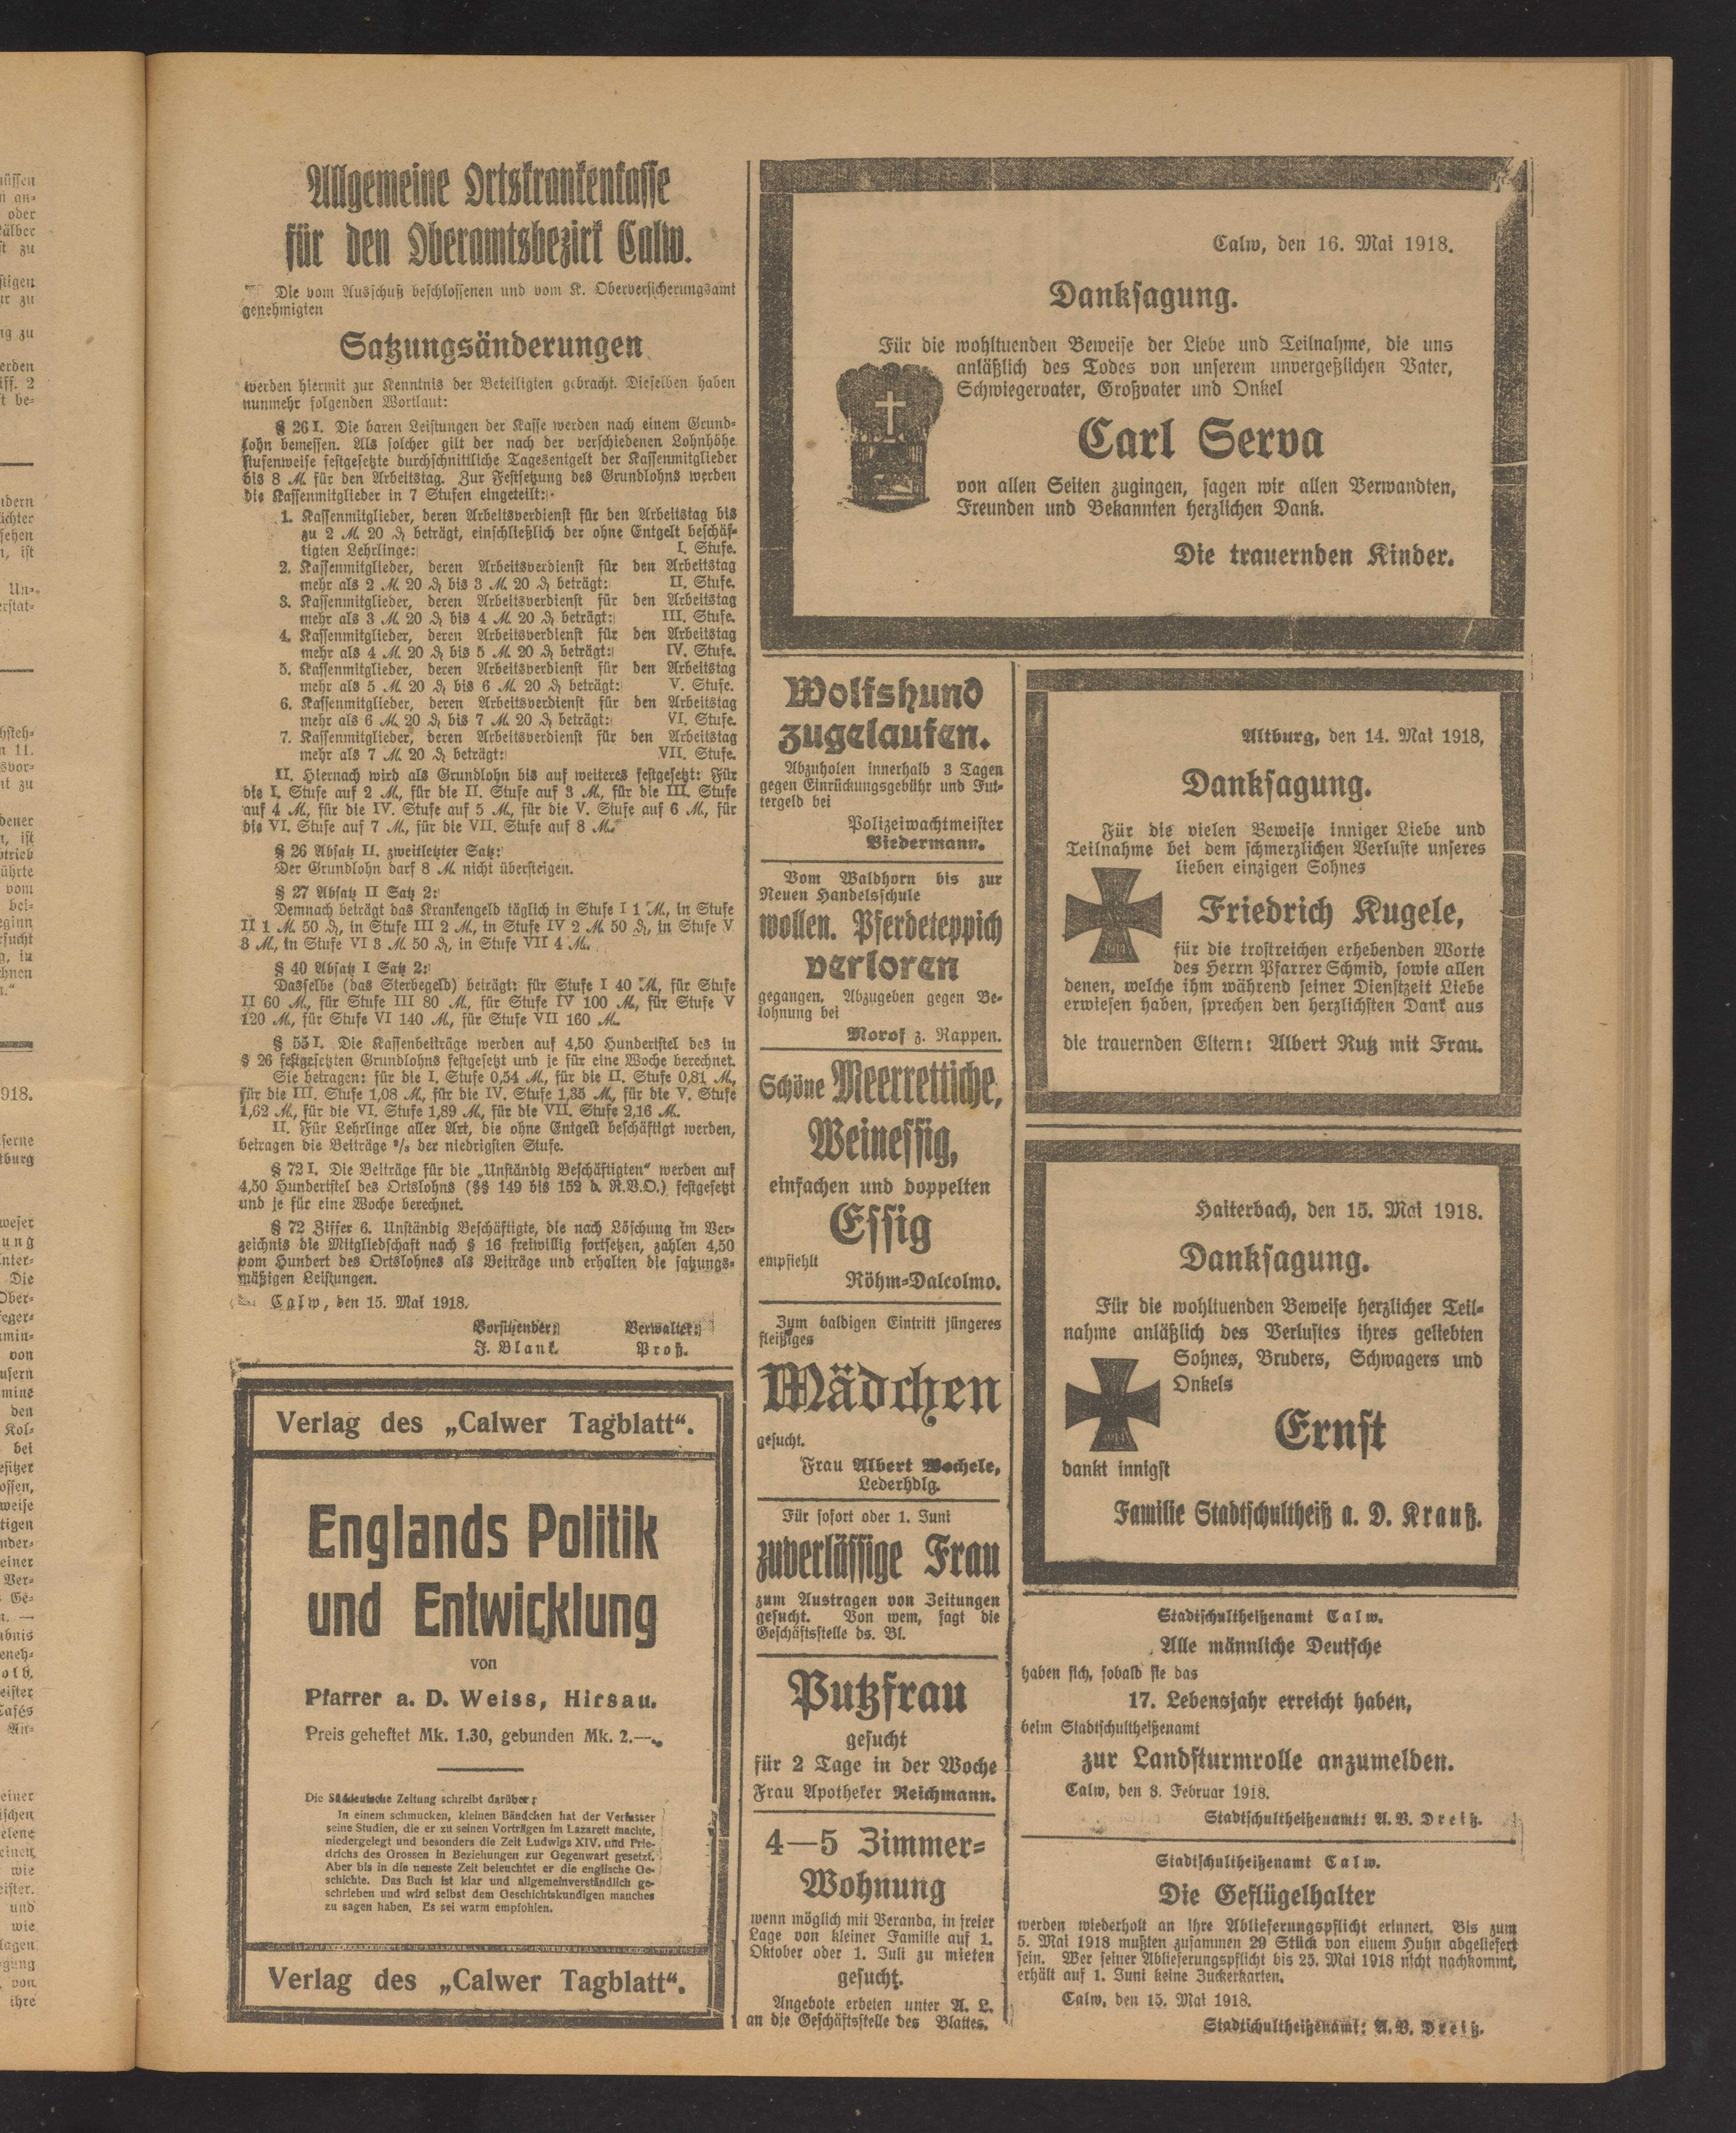 Allgemeine Ortskrankenkasse
für den Oberamtsbezirk Calw.
Die vom Ausschuß beschlossenen und vom K. Oberversicherungsamt
genehmigten
Satzungsänderungen
werden hiermit zur Kenntnis der Beteiligten gebracht. Dieselben haben
nunmehr folgenden Wortlaut:
§ 26 I. Die baren Leistungen der Kasse werden nach einem Grund-
lohn bemessen. Als solcher gilt der nach der verschiedenen Lohnhöhe
stufenweise festgesetzte durchschnittliche Tagesentgelt der Kassenmitglieder
bis 8 M. für den Arbeitstag. Zur Festsetzung des Grundlohns werden
die Kassenmitglieder in 7 Stufen eingeteilt:
1. Kassenmitglieder, deren Arbeitsverdienst für den Arbeitstag bis
zu 2 M. 20 ₰ beträgt, einschließlich der ohne Entgelt beschäf-
tigten Lehrlinge: I. Stufe.
2. Kassenmitglieder, deren Arbeitsverdienst für den Arbeitstag
mehr als 2 M. 20 ₰ bis 3 M. 20 ₰ beträgt: II. Stufe.
3. Kassenmitglieder, deren Arbeitsverdienst für den Arbeitstag
mehr als 3 M. 20 ₰ bis 4 M. 20 ₰ beträgt: III. Stufe.
4. Kassenmitglieder, deren Arbeitsverdienst für den Arbeitstag
mehr als 4 M. 20 ₰ bis 5 M. 20 ₰ beträgt: IV. Stufe.
5. Kassenmitglieder, deren Arbeitsverdienst für den Arbeitstag
mehr als 5 M. 20 ₰ bis 6 M. 20 ₰ beträgt: V. Stufe.
6. Kassenmitglieder, deren Arbeitsverdienst für den Arbeitstag
mehr als 6 M. 20 ₰ bis 7 M. 20 ₰ beträgt: VI. Stufe.
7. Kassenmitglieder, deren Arbeitsverdienst für den Arbeitstag
mehr als 7 M. 20 ₰ beträgt: VII. Stufe.
II. Hiernach wird als Grundlohn bis auf weiteres festgesetzt: Für
die I. Stufe auf 2 M., für die II. Stufe auf 3 M., für die III. Stufe
auf 4 M., für die IV. Stufe auf 5 M., für die V. Stufe auf 6 M., für
die VI. Stufe auf 7 M., für die VII. Stufe auf 8 M.
§ 26 Absatz II. zweitletzter Satz:
Der Grundlohn darf 8 M. nicht übersteigen.
§ 27 Absatz II Satz 2:
Demnach beträgt das Krankengeld täglich in Stufe I 1 M., in Stufe
II 1 M. 50 ₰, in Stufe III 2 M., in Stufe IV 2 M. 50 ₰, in Stufe V
3 M., in Stufe VI 3 M. 50 ₰, in Stufe VII 4 M.
§ 40 Absatz I Satz 2:
Dasselbe (das Sterbegeld) beträgt: für Stufe I 40 M., für Stufe
II 60 M., für Stufe III 80 M., für Stufe IV 100 M., für Stufe V
120 M., für Stufe VI 140 M., für Stufe VII 160 M.
§ 55 I. Die Kassenbeiträge werden auf 4,50 Hundertstel des in
§ 26 festgesetzten Grundlohns festgesetzt und je für eine Woche berechnet.
Sie betragen: für die I. Stufe 0,54 M., für die II. Stufe 0,81 M.,
für die III. Stufe 1,08 M., für die IV. Stufe 1,35 M., für die V. Stufe
1,62 M., für die VI. Stufe 1,89 M., für die VII. Stufe 2,16 M.
II. Für Lehrlinge aller Art, die ohne Entgelt beschäftigt werden,
betragen die Beiträge der niedrigsten Stufe.
§ 72 I. Die Beiträge für die „Unständig Beschäftigten“ werden auf
4,50 Hundertstel des Ortslohns (§§ 149 bis 152 d. R.V.O.) festgesetzt
und je für eine Woche berechnet.
§ 72 Ziffer 6. Unständig Beschäftigte, die nach Löschung im Ver-
zeichnis die Mitgliedschaft nach § 16 freiwillig fortsetzen, zahlen 4,50
vom Hundert des Ortslohnes als Beiträge und erhalten die satzungs-
mäßigen Leistungen.
Calw, den 15. Mai 1918.
Vorsitzender: Verwalter:
J. Blank. Proß.
Verlag des „Calwer Tagblatt“.
Englands Politik
und Entwicklung
von
Pfarrer a. D. Weiss, Hirsau.
Preis geheftet Mk. 1.30, gebunden Mk. 2.—.
Die Süddeutsche Zeitung schreibt darüber:
In einem schmucken, kleinen Bändchen hat der Verfasser
seine Studien, die er zu seinen Vorträgen im Lazarett machte,
niedergelegt und besonders die Zeit Ludwigs XIV. und Frie-
drichs des Grossen in Beziehungen zur Gegenwart gesetzt.
Aber bis in die neueste Zeit beleuchtet er die englische Ge-
schichte. Das Buch ist klar und allgemeinverständlich ge-
schrieben und wird selbst dem Geschichtskundigen manches
zu sagen haben. Es sei warm empfohlen.
Verlag des „Calwer Tagblatt“.
Calw, den 16. Mai 1918.
Danksagung.
Für die wohltuenden Beweise der Liebe und Teilnahme, die uns
anläßlich des Todes von unserem unvergeßlichen Vater,
Schwiegervater, Großvater und Onkel
Carl Serva
von allen Seiten zugingen, sagen wir allen Verwandten,
Freunden und Bekannten herzlichen Dank.
Die trauernden Kinder.
Wolfshund
zugelaufen.
Abzuholen innerhalb 3 Tagen
gegen Einrückungsgebühr und Fut-
tergeld bei
Polizeiwachtmeister
Biedermann.
Vom Waldhorn bis zur
Neuen Handelsschule
wollen. Pferdeteppich
verloren
gegangen. Abzugeben gegen Be-
lohnung bei
Morof z. Rappen.
Schöne Meerrettiche,
Weinessig,
einfachen und doppelten
Essig
empfiehlt
Röhm-Dalcolmo.
Zum baldigen Eintritt jüngeres
fleißiges
Mädchen
gesucht.
Frau Albert Wochele,
Lederhdlg.
Für sofort oder 1. Juni
zuverlässige Frau
zum Austragen von Zeitungen
gesucht. Von wem, sagt die
Geschäftsstelle ds. Bl.
Putzfrau
gesucht
für 2 Tage in der Woche
Frau Apotheker Reichmann.
4—5 Zimmer-
Wohnung
wenn möglich mit Veranda, in freier
Lage von kleiner Familie auf 1.
Oktober oder 1. Juli zu mieten
gesucht.
Angebote erbeten unter A. L.
an die Geschäftsstelle des Blattes.
Altburg, den 14. Mai 1918.
Danksagung.
Für die vielen Beweise inniger Liebe und
Teilnahme bei dem schmerzlichen Verluste unseres
lieben einzigen Sohnes
Friedrich Kugele,
für die trostreichen erhebenden Worte
des Herrn Pfarrer Schmid, sowie allen
denen, welche ihm während seiner Dienstzeit Liebe
erwiesen haben, sprechen den herzlichsten Dank aus
die trauernden Eltern: Albert Rutz mit Frau.
Haiterbach, den 15. Mai 1918.
Danksagung.
Für die wohltuenden Beweise herzlicher Teil-
nahme anläßlich des Verlustes ihres geliebten
Sohnes, Bruders, Schwagers und
Onkels
Ernst
dankt innigst
Familie Stadtschultheiß a. D. Krauß.
Stadtschultheißenamt Calw.
Alle männliche Deutsche
haben sich, sobald sie das
17. Lebensjahr erreicht haben,
beim Stadtschultheißenamt
zur Landsturmrolle anzumelden.
Calw, den 8. Februar 1918.
Stadtschultheißenamt: A. V. Dreiß.
Stadtschultheißenamt Calw.
Die Geflügelhalter
werden wiederholt an ihre Ablieferungspflicht erinnert. Bis zum
5. Mai 1918 mußten zusammen 29 Stück von einem Huhn abgeliefert
sein. Wer seiner Ablieferungspflicht bis 25. Mai 1918 nicht nachkommt,
erhält auf 1. Juni keine Zuckerkarten.
Calw, den 15. Mai 1918.
Stadtschultheißenamt: A. V. Dreiß.